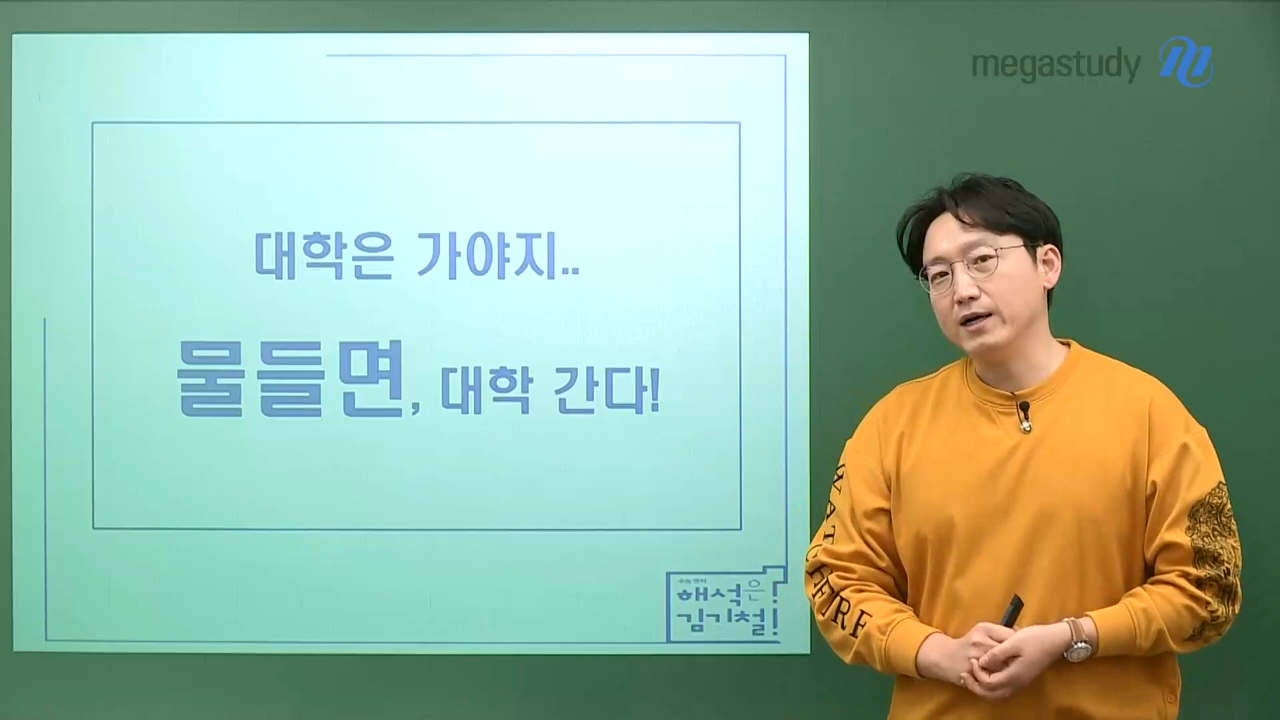 megastudy
대학은 가야지..
물들면, 대학 간다!
수능 영어
해석은!
김기철!
WATCHFIRE